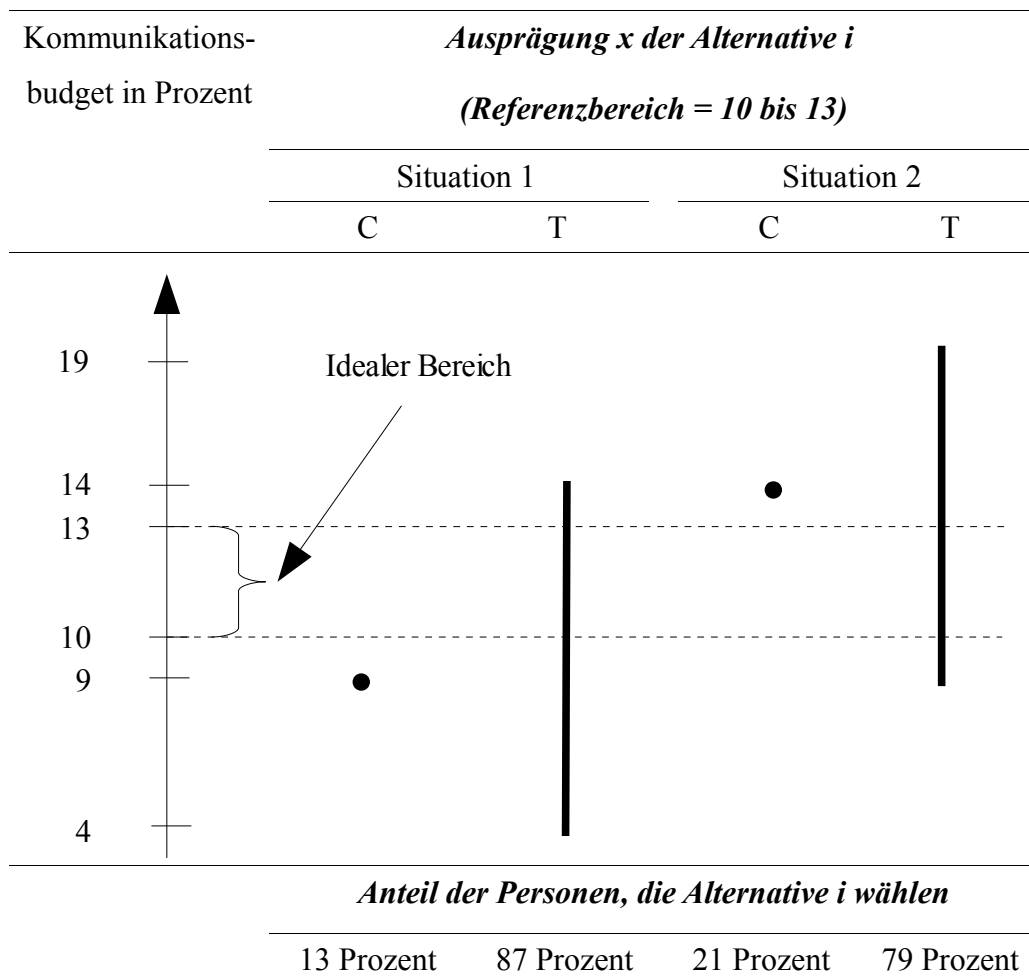 Kommunikations-
budget in Prozent
Ausprägung x der Alternative i
(Referenzbereich = 10 bis 13)
Situation 1 Situation 2
C T C T
19
Idealer Bereich
14
13
10
9
4
Anteil der Personen, die Alternative i wählen
13 Prozent 87 Prozent 21 Prozent 79 Prozent